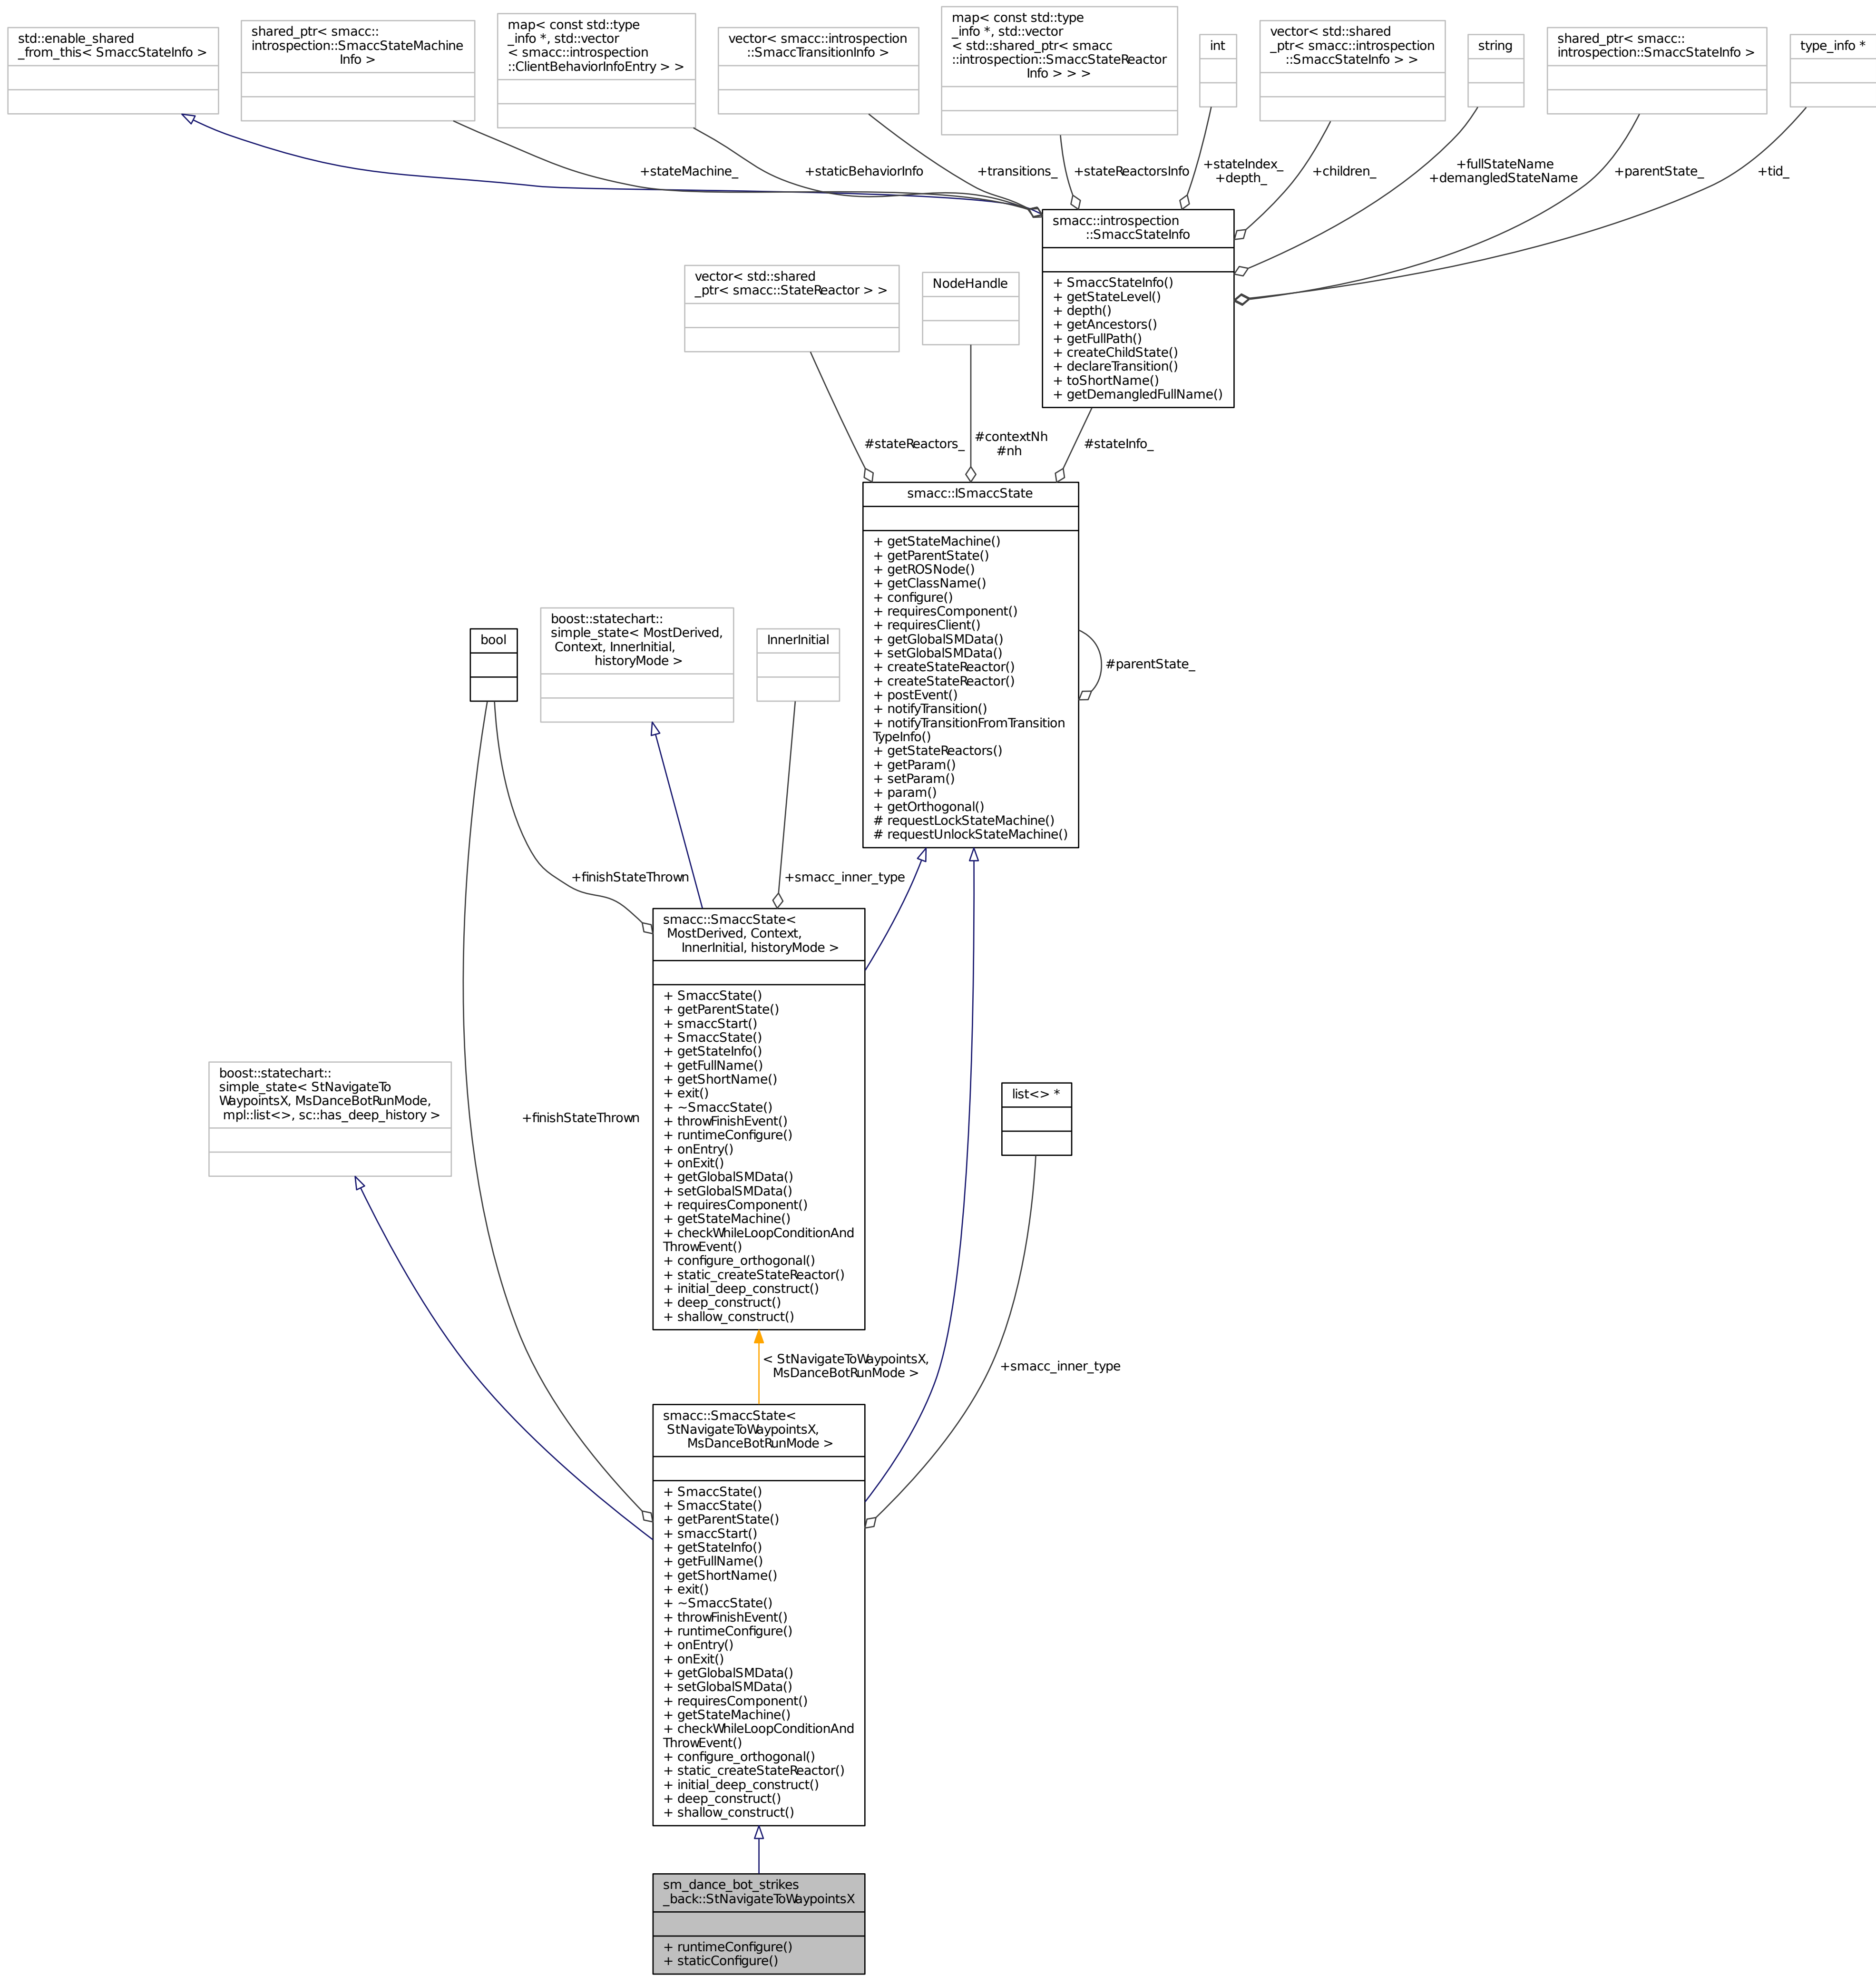 std::enable_shared
_from_this< SmaccStateInfo >
shared_ptr< smacc::
introspection::SmaccStateMachine
Info >
map< const std::type
_info *, std::vector
< smacc::introspection
::ClientBehaviorInfoEntry > >
vector< smacc::introspection
::SmaccTransitionInfo >
map< const std::type
_info *, std::vector
< std::shared_ptr< smacc
::introspection::SmaccStateReactor
Info > > >
int
vector< std::shared
_ptr< smacc::introspection
::SmaccStateInfo > >
string
shared_ptr< smacc::
introspection::SmaccStateInfo >
type_info *
+stateMachine_
+staticBehaviorInfo
+transitions_
+stateReactorsInfo
+stateIndex_
+depth_
+children_
+fullStateName
+demangledStateName
+parentState_
+tid_
smacc::introspection
::SmaccStateInfo
+ SmaccStateInfo()
+ getStateLevel()
+ depth()
+ getAncestors()
+ getFullPath()
+ createChildState()
+ declareTransition()
+ toShortName()
+ getDemangledFullName()
vector< std::shared
_ptr< smacc::StateReactor > >
NodeHandle
#stateReactors_
#contextNh
#nh
#stateInfo_
smacc::ISmaccState
+ getStateMachine()
+ getParentState()
+ getROSNode()
+ getClassName()
+ configure()
+ requiresComponent()
+ requiresClient()
+ getGlobalSMData()
+ setGlobalSMData()
+ createStateReactor()
+ createStateReactor()
+ postEvent()
+ notifyTransition()
+ notifyTransitionFromTransition
TypeInfo()
+ getStateReactors()
+ getParam()
+ setParam()
+ param()
+ getOrthogonal()
# requestLockStateMachine()
# requestUnlockStateMachine()
#parentState_
bool
boost::statechart::
simple_state< MostDerived,
Context, InnerInitial,
historyMode >
InnerInitial
+finishStateThrown
+smacc_inner_type
smacc::SmaccState<
MostDerived, Context,
InnerInitial, historyMode >
+ SmaccState()
+ getParentState()
+ smaccStart()
+ SmaccState()
+ getStateInfo()
+ getFullName()
+ getShortName()
+ exit()
+ ~SmaccState()
+ throwFinishEvent()
+ runtimeConfigure()
+ onEntry()
+ onExit()
+ getGlobalSMData()
+ setGlobalSMData()
+ requiresComponent()
+ getStateMachine()
+ checkWhileLoopConditionAnd
ThrowEvent()
+ configure_orthogonal()
+ static_createStateReactor()
+ initial_deep_construct()
+ deep_construct()
+ shallow_construct()
boost::statechart::
simple_state< StNavigateTo
WaypointsX, MsDanceBotRunMode,
mpl::list<>, sc::has_deep_history >
+finishStateThrown
list<> *
< StNavigateToWaypointsX,
MsDanceBotRunMode >
+smacc_inner_type
smacc::SmaccState<
StNavigateToWaypointsX,
MsDanceBotRunMode >
+ SmaccState()
+ SmaccState()
+ getParentState()
+ smaccStart()
+ getStateInfo()
+ getFullName()
+ getShortName()
+ exit()
+ ~SmaccState()
+ throwFinishEvent()
+ runtimeConfigure()
+ onEntry()
+ onExit()
+ getGlobalSMData()
+ setGlobalSMData()
+ requiresComponent()
+ getStateMachine()
+ checkWhileLoopConditionAnd
ThrowEvent()
+ configure_orthogonal()
+ static_createStateReactor()
+ initial_deep_construct()
+ deep_construct()
+ shallow_construct()
sm_dance_bot_strikes
_back::StNavigateToWaypointsX
+ runtimeConfigure()
+ staticConfigure()